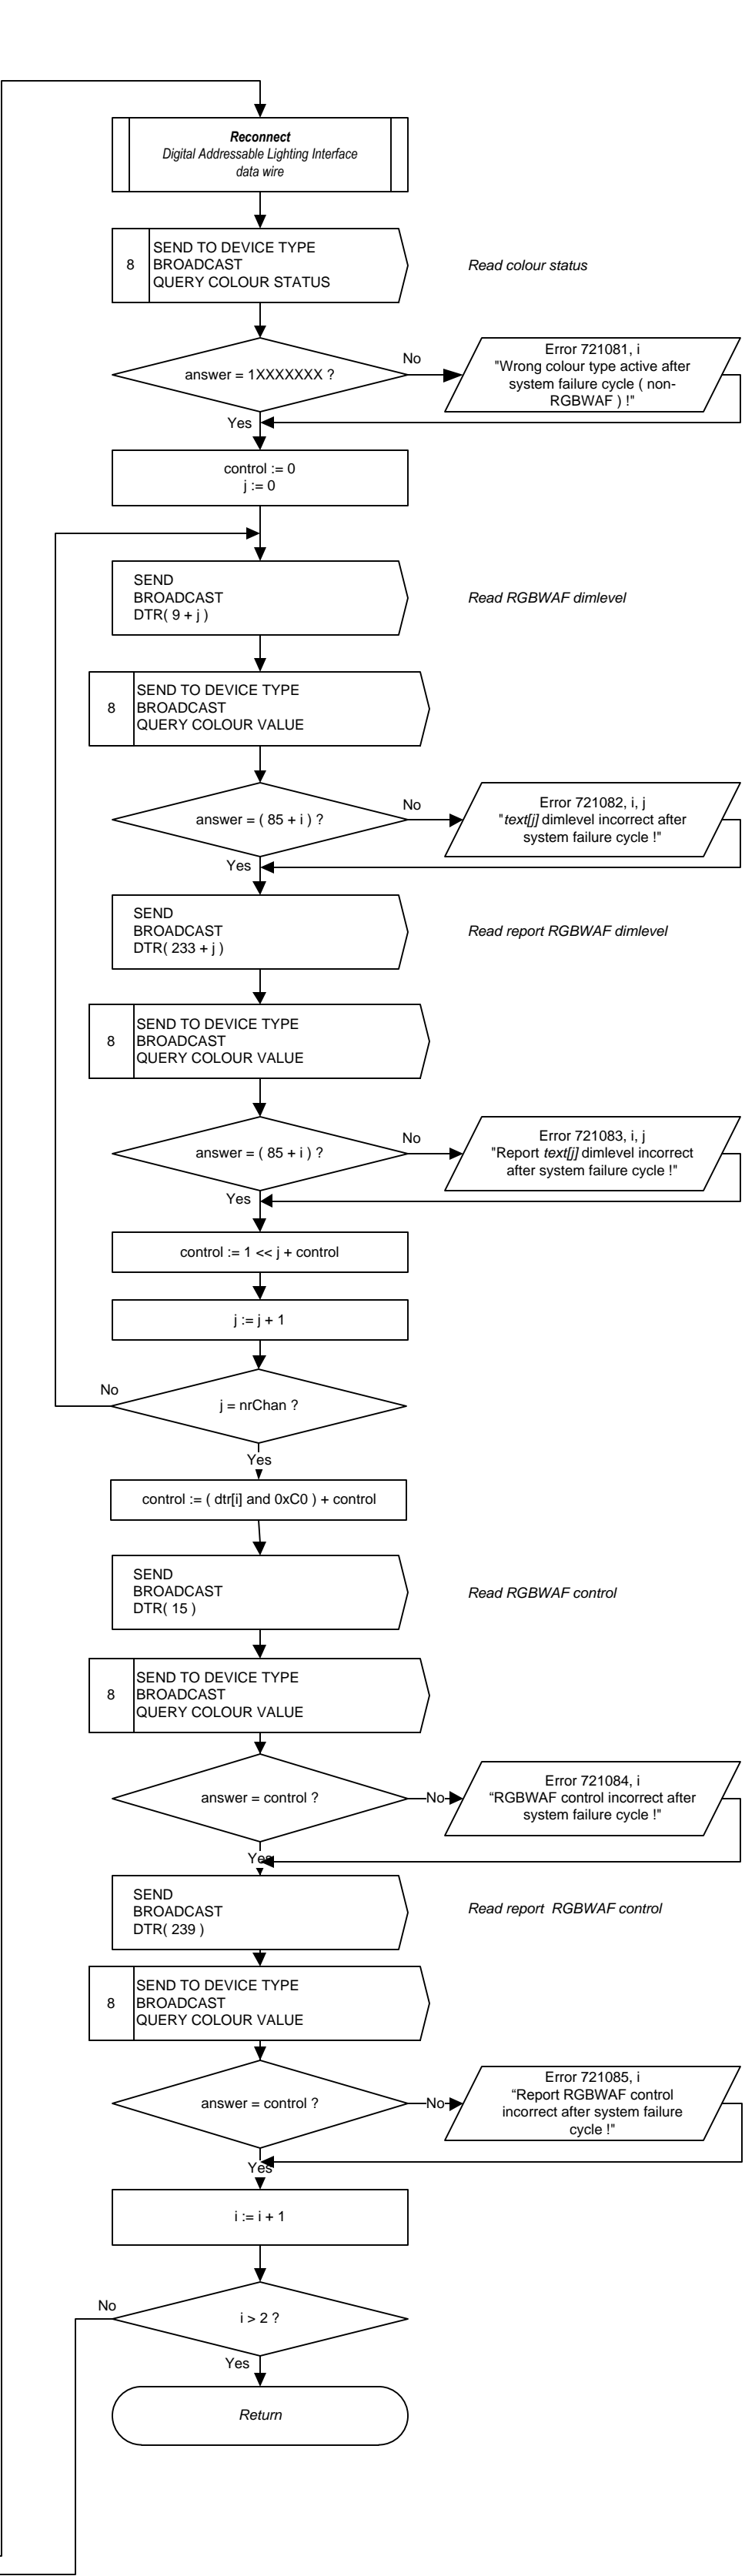 Reconnect
Digital Addressable Lighting Interface
data wire
8
SEND TO DEVICE TYPE
BROADCAST
QUERY COLOUR STATUS
Read colour status
answer = 1XXXXXXX ?
No
Error 721081, i
"Wrong colour type active after
system failure cycle ( non-
RGBWAF ) !"
Yes
control := 0
j := 0
SEND
BROADCAST
DTR( 9 + j )
Read RGBWAF dimlevel
8
SEND TO DEVICE TYPE
BROADCAST
QUERY COLOUR VALUE
answer = ( 85 + i ) ?
No
Error 721082, i, j
"text[j] dimlevel incorrect after
system failure cycle !"
Yes
SEND
BROADCAST
DTR( 233 + j )
Read report RGBWAF dimlevel
8
SEND TO DEVICE TYPE
BROADCAST
QUERY COLOUR VALUE
answer = ( 85 + i ) ?
No
Error 721083, i, j
"Report text[j] dimlevel incorrect
after system failure cycle !"
Yes
control := 1 << j + control
j := j + 1
No
j = nrChan ?
Yes
control := ( dtr[i] and 0xC0 ) + control
SEND
BROADCAST
DTR( 15 )
Read RGBWAF control
8
SEND TO DEVICE TYPE
BROADCAST
QUERY COLOUR VALUE
answer = control ?
No
Error 721084, i
“RGBWAF control incorrect after
system failure cycle !"
Yes
SEND
BROADCAST
DTR( 239 )
Read report RGBWAF control
8
SEND TO DEVICE TYPE
BROADCAST
QUERY COLOUR VALUE
answer = control ?
No
Error 721085, i
“Report RGBWAF control
incorrect after system failure
cycle !"
Yes
i := i + 1
No
i > 2 ?
Yes
Return